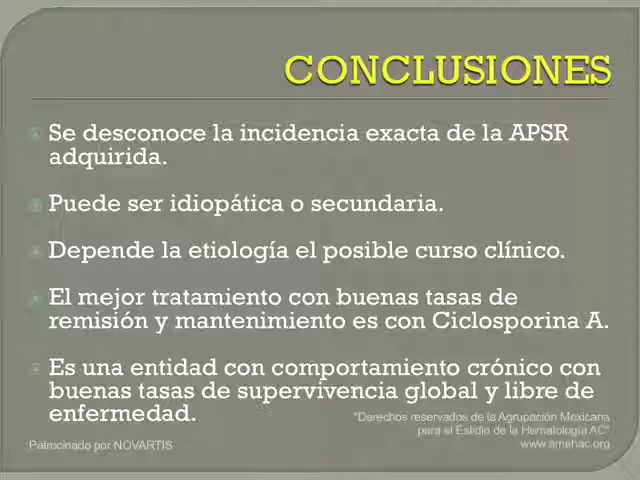 CONCLUSIONES
Se desconoce la incidencia exacta de la APSR
adquirida.
Puede ser idiopática o secundaria.
Depende la etiología el posible curso clínico.
El mejor tratamiento con buenas tasas de
remisión y mantenimiento es con Ciclosporina A.
Es una entidad con comportamiento crónico con
buenas tasas de supervivencia global y libre de
enfermedad.
"Derechos reservados de la Agrupación Mexicana
para el Estidio de la Hematología AC"
www.amehac.org
Patrocinado por NOVARTIS